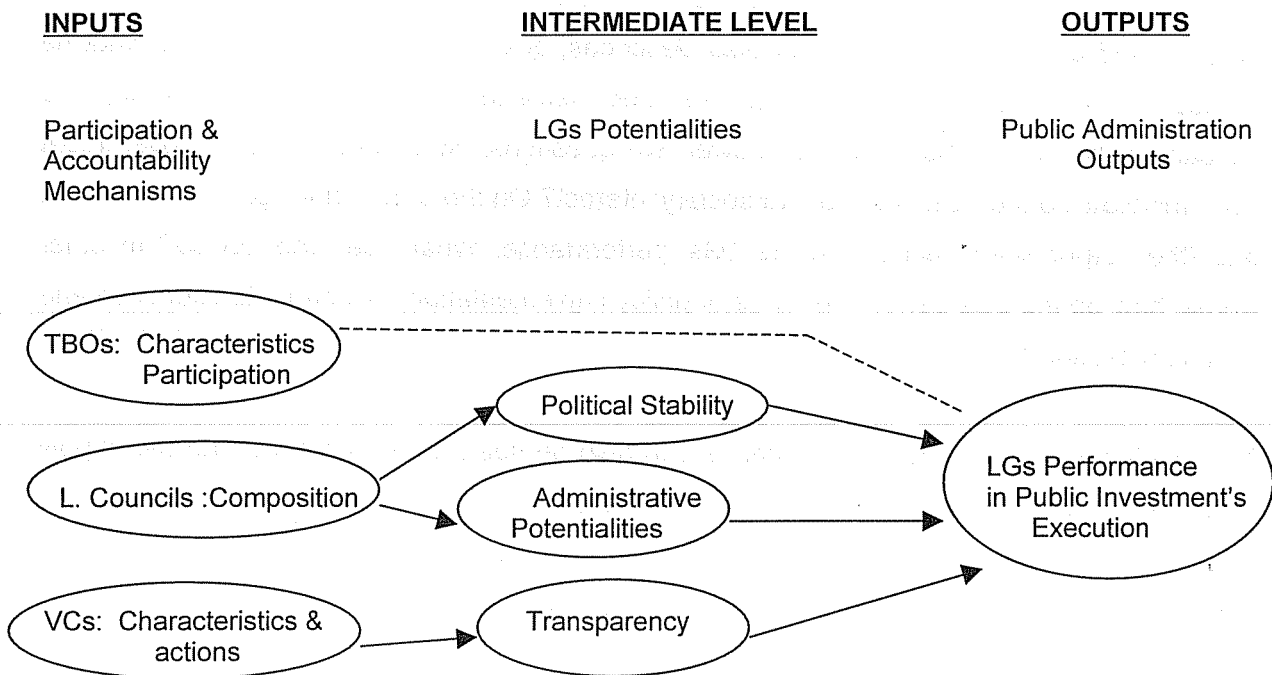 INPUTS
INTERMEDIATE LEVEL
OUTPUTS
Participation &
Accountability
Mechanisms
LGs Potentialities
Public Administration
Outputs
TBOs: Characteristics
Participation
Political Stability
L. Councils :Composition
Administrative
Potentialities
LGs Performance
in Public Investment's
Execution
VCs: Characteristics &
actions
Transparency